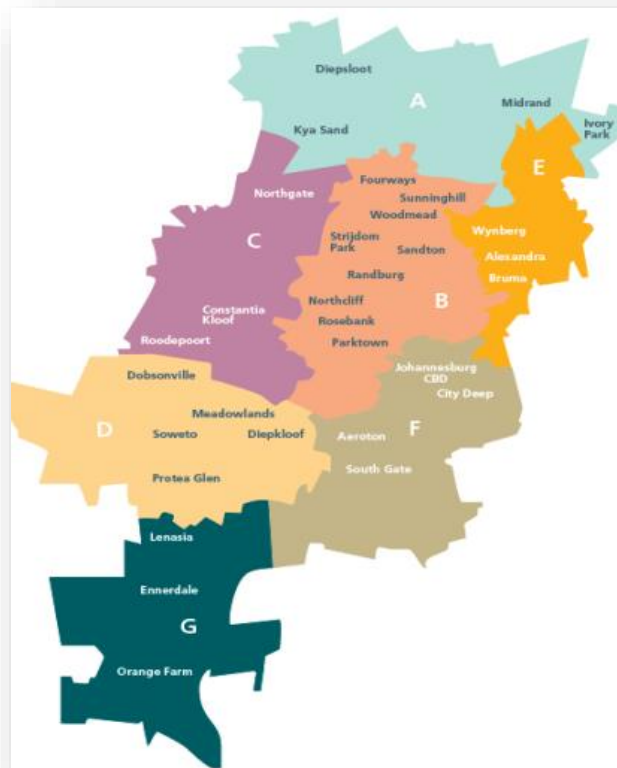 Diepsloot
A
Midrand
Ivory
Park
Kya Sand
E
Fourways
Northgate
Sunninghill
Woodmead
Wynberg
Strijdom
Park
C
Sandton
Alexandra
Randburg
Bruma
Northcliff
B
Constantia
Kloof
Rosebank
Roodepoort
Parktown
Johannesburg
CBD
Dobsonville
City Deep
Meadowlands
D
Soweto
Diepkloof
Aeroton
F
South Gate
Protea Glen
Lenasia
Ennerdale
G
Orange Farm